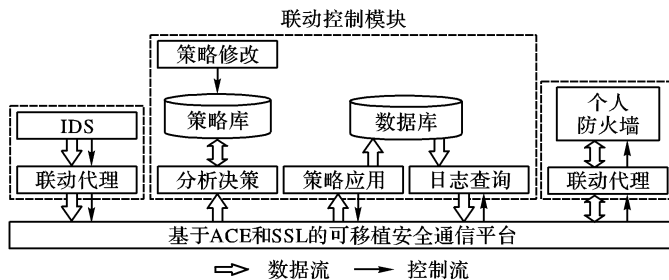 联动控制模块
策略修改
策略库
数据库
IDS
个人
防火墙
联动代理
分析决策
策略应用
日志查询
联动代理
基于ACE和SSL的可移植安全通信平台
数据流
控制流